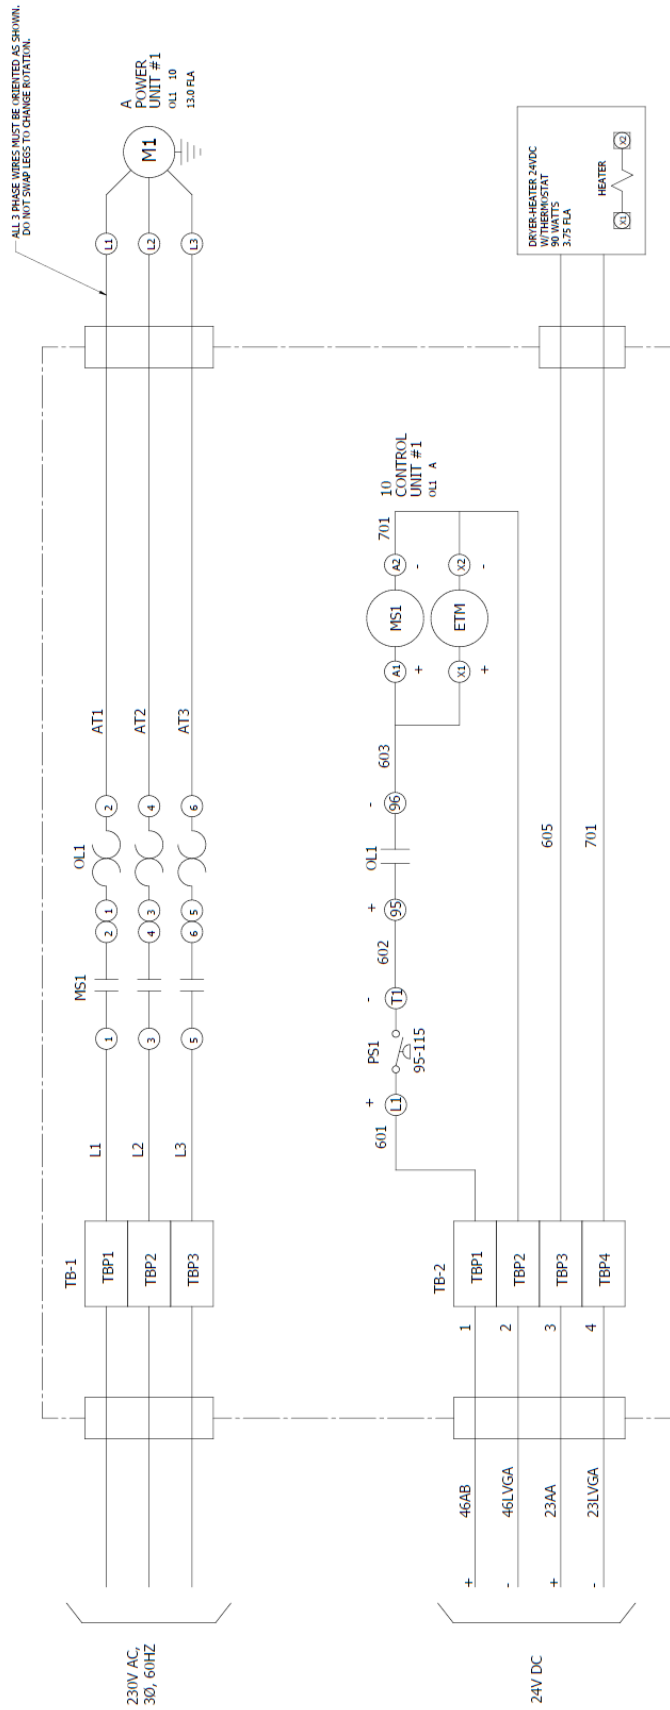 ALL 3 PHASE WIRES MUST BE ORIENTED AS SHOWN.
DO NOT SWAP LEGS TO CHANGE ROTATION.
230V AC,
3Ø, 60HZ
TB-1
TBP1
TBP2
TBP3
L1
L2
L3
MS1
1
2
3
4
5
6
OL1
1
2
3
4
5
6
AT1
AT2
AT3
L1
L2
L3
M1
A
POWER
UNIT #1
OL1 10
13.0 FLA
24V DC
+
-
+
-
46AB
46LVGA
23AA
23LVGA
1
2
3
4
TB-2
TBP1
TBP2
TBP3
TBP4
601
+
L1
PS1
95-115
-
T1
602
+
95
OL1
-
96
603
A1
+
MS1
A2
-
701
X1
+
ETM
X2
-
10
CONTROL
UNIT #1
OL1 A
605
701
DRYER-HEATER 24VDC
W/THERMOSTAT
90 WATTS
3.75 FLA
HEATER
X1
X2